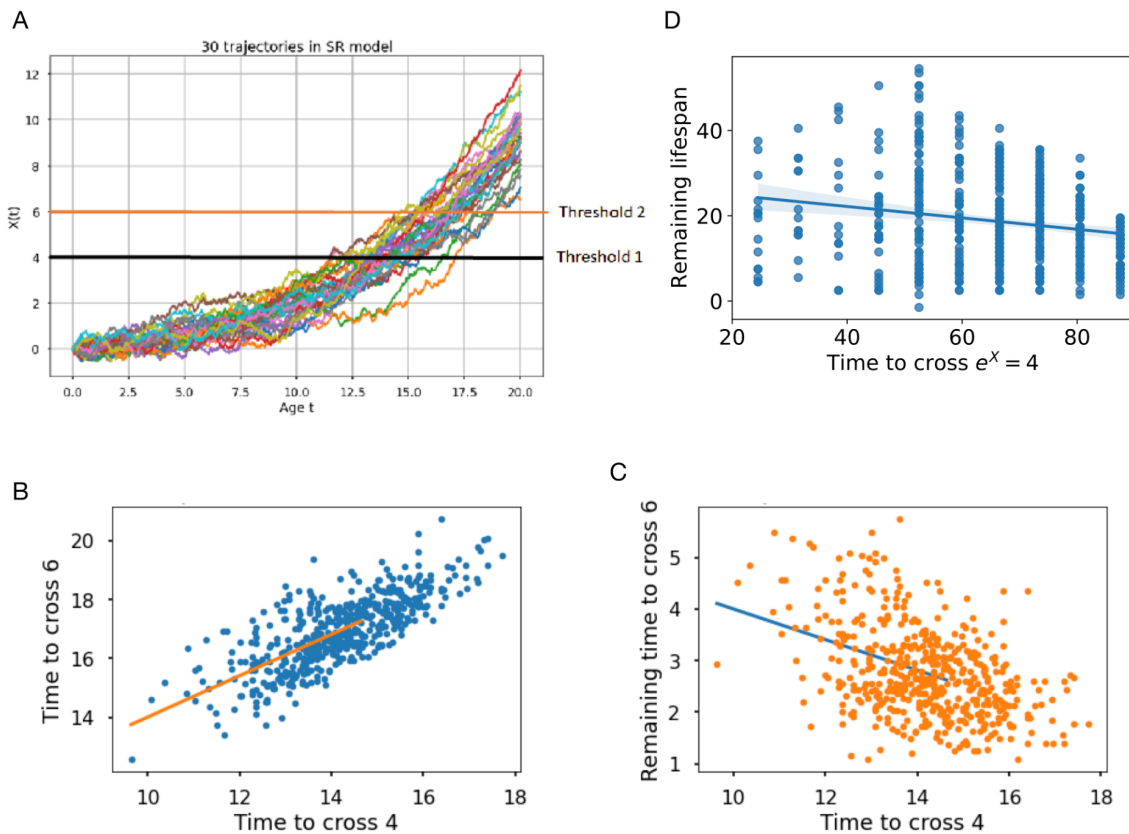 A
30 trajectories in SR model
12
10
8
6
4
2
0
X(t)
0.0 2.5 5.0 7.5 10.0 12.5 15.0 17.5 20.0
Age t
Threshold 2
Threshold 1
D
Remaining lifespan
40
20
0
20 40 60 80
Time to cross e^X = 4
B
Time to cross 6
20
18
16
14
10 12 14 16 18
Time to cross 4
C
Remaining time to cross 6
5
4
3
2
1
10 12 14 16 18
Time to cross 4